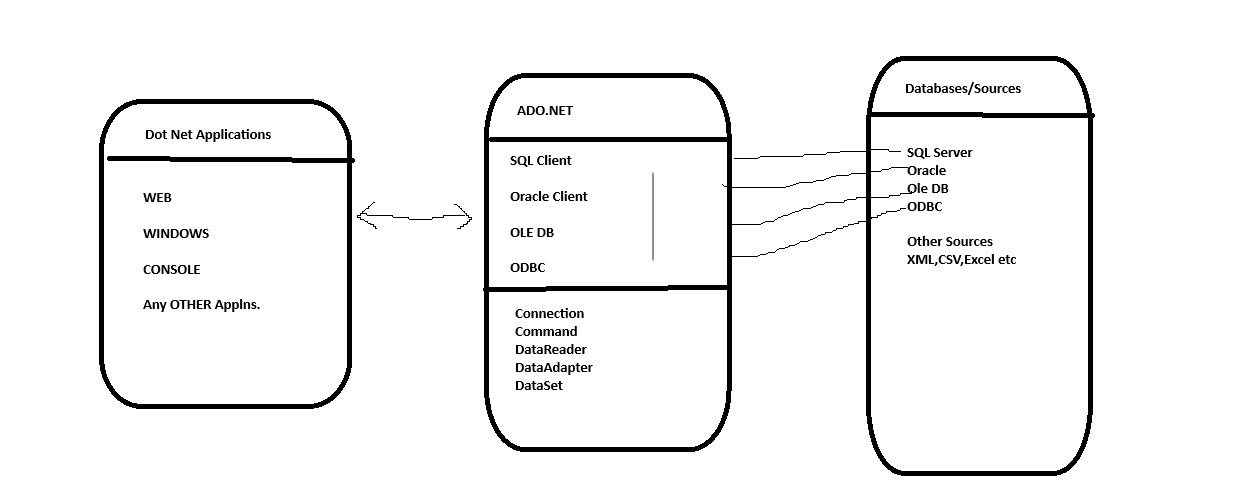 Dot Net Applications
WEB
WINDOWS
CONSOLE
Any OTHER Applns.
ADO.NET
SQL Client
Oracle Client
OLE DB
ODBC
Connection
Command
DataReader
DataAdapter
DataSet
Databases/Sources
SQL Server
Oracle
Ole DB
ODBC
Other Sources
XML,CSV,Excel etc